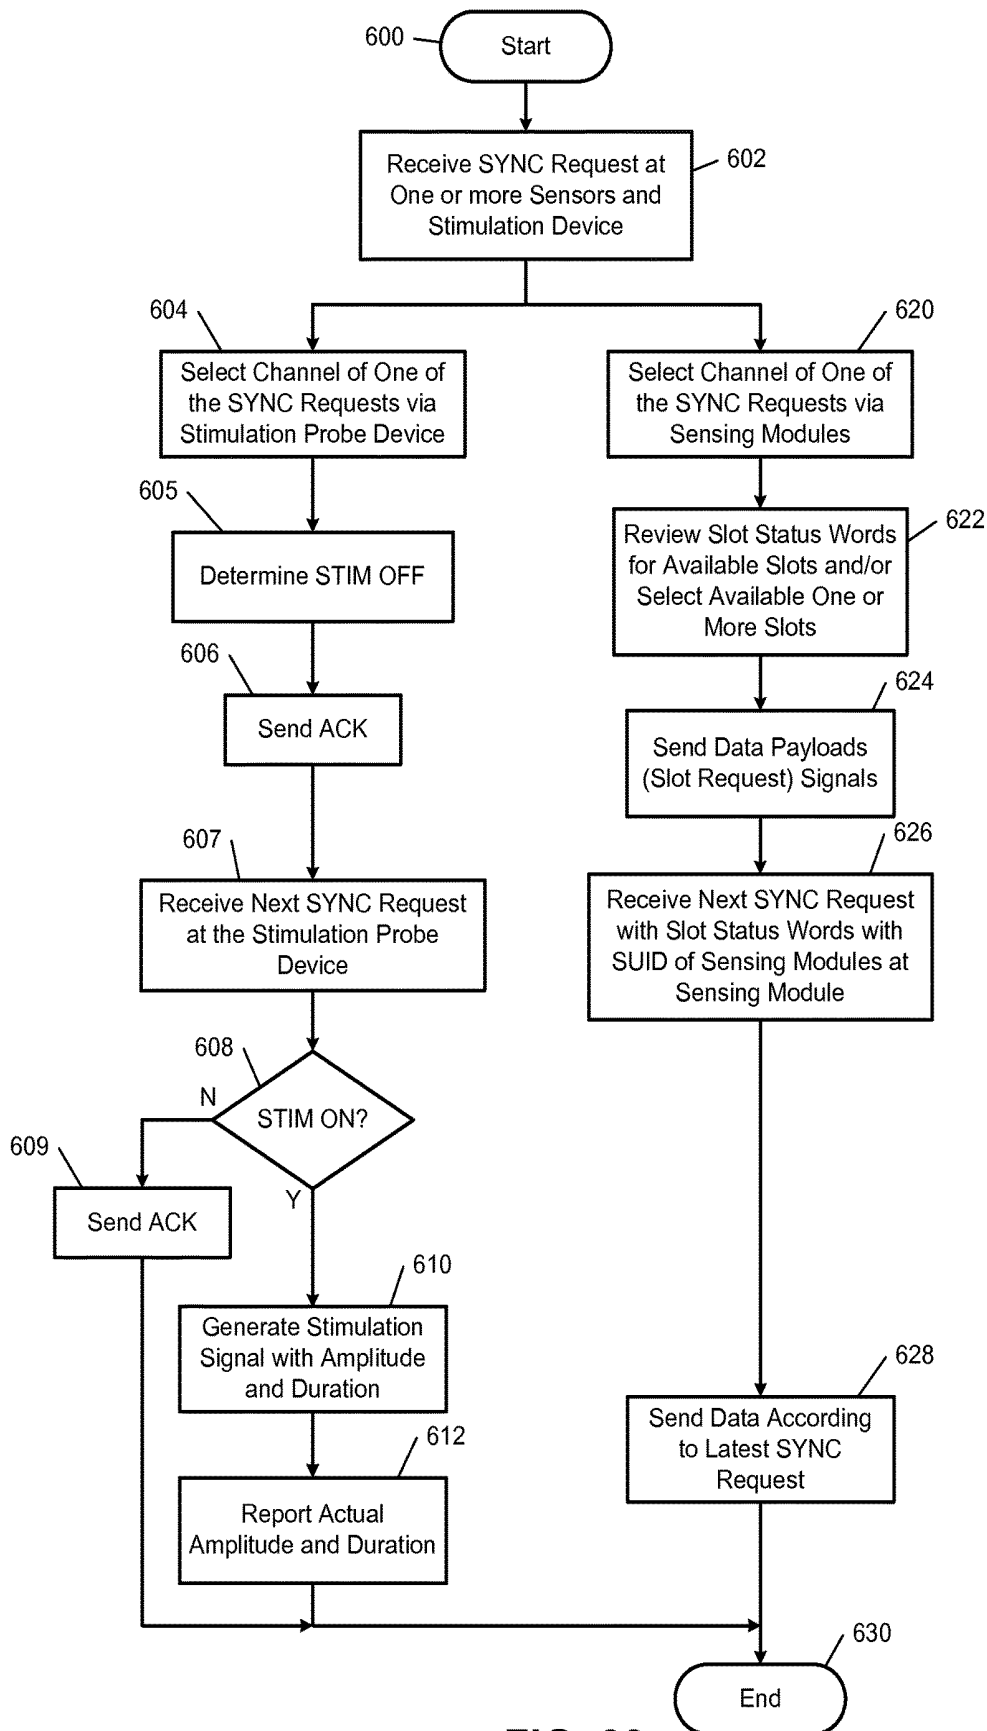 600
Start
Receive SYNC Request at
One or more Sensors and
Stimulation Device
602
604
Select Channel of One of
the SYNC Requests via
Stimulation Probe Device
605
Determine STIM OFF
606
Send ACK
607
Receive Next SYNC Request
at the Stimulation Probe
Device
608
N
STIM ON?
Y
609
Send ACK
610
Generate Stimulation
Signal with Amplitude
and Duration
612
Report Actual
Amplitude and Duration
620
Select Channel of One of
the SYNC Requests via
Sensing Modules
622
Review Slot Status Words
for Available Slots and/or
Select Available One or
More Slots
624
Send Data Payloads
(Slot Request) Signals
626
Receive Next SYNC Request
with Slot Status Words with
SUID of Sensing Modules at
Sensing Module
628
Send Data According
to Latest SYNC
Request
630
End